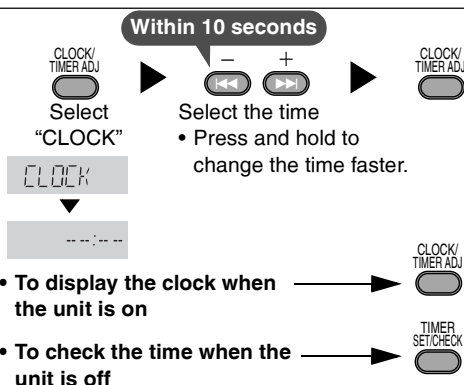 Within 10 seconds
CLOCK/
TIMER ADJ
− +
CLOCK/
TIMER ADJ
Select
“CLOCK”
Select the time
• Press and hold to
change the time faster.
CLOCK
-- --:-- --
• To display the clock when
the unit is on
CLOCK/
TIMER ADJ
• To check the time when the
unit is off
TIMER
SET/CHECK